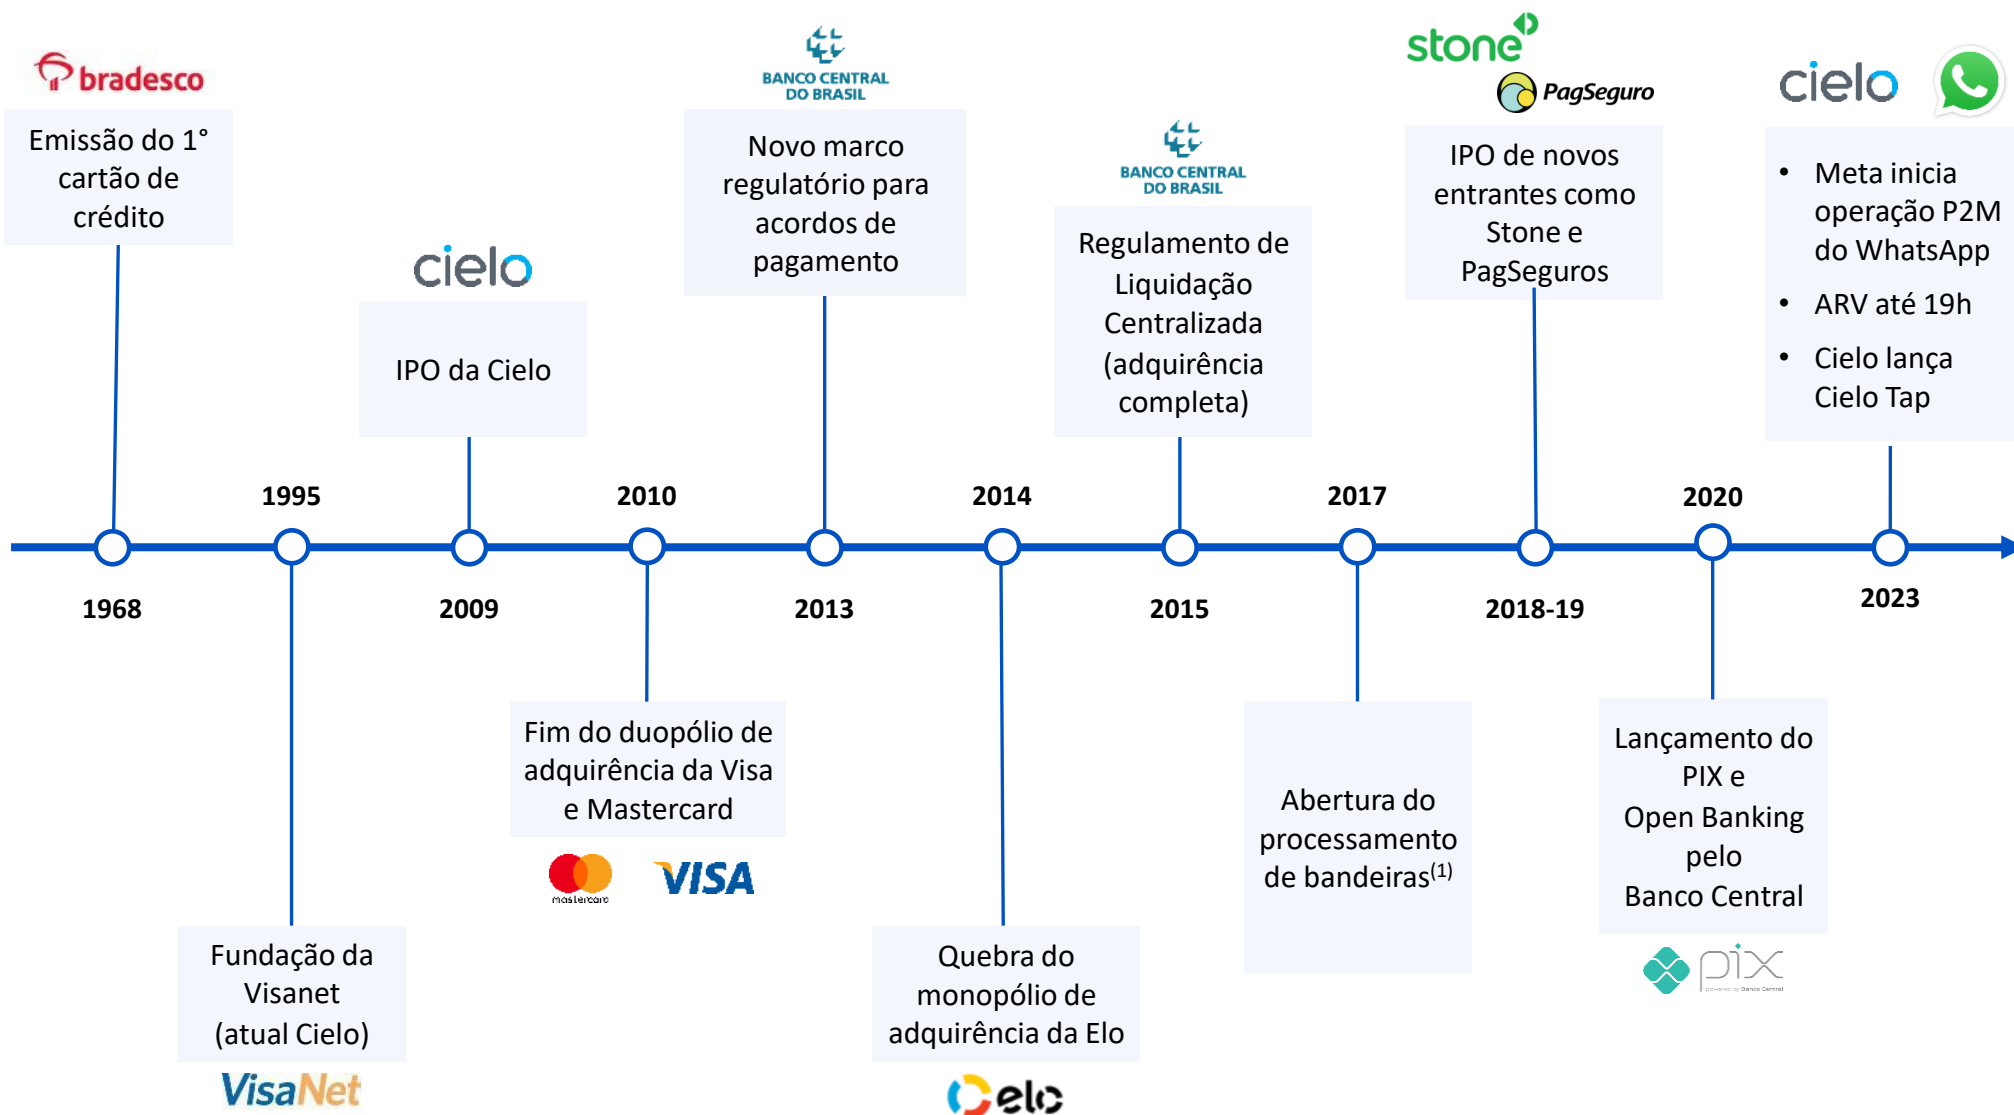 bradesco
Emissão do 1°
cartão de
crédito
1968
1995
Fundação da
Visanet
(atual Cielo)
VisaNet
cielo
IPO da Cielo
2009
2010
Fim do duopólio de
adquirência da Visa
e Mastercard
mastercard
VISA
BANCO CENTRAL
DO BRASIL
Novo marco
regulatório para
acordos de
pagamento
2013
2014
Quebra do
monopólio de
adquirência da Elo
elo
BANCO CENTRAL
DO BRASIL
Regulamento de
Liquidação
Centralizada
(adquirência
completa)
2015
2017
Abertura do
processamento
de bandeiras(1)
stone
PagSeguro
IPO de novos
entrantes como
Stone e
PagSeguros
2018-19
2020
Lançamento do
PIX e
Open Banking
pelo
Banco Central
pix
powered by Banco Central
cielo
• Meta inicia
operação P2M
do WhatsApp
• ARV até 19h
• Cielo lança
Cielo Tap
2023